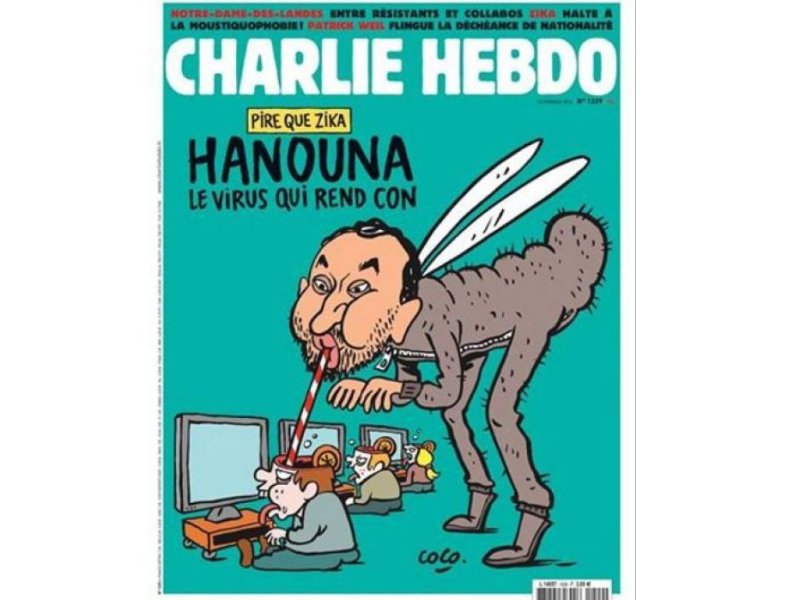 NOTRE-DAME-DES-LANDES ENTRE RÉSISTANTS ET COLLABOS ZIKA HALTE À
LA MOUSTIQUOPHOBIE! PATRICK WEIL FLINGUE LA DÉCHÉANCE DE NATIONALITÉ
CHARLIE HEBDO
N° 1229
PIRE QUE ZIKA
HANOUNA
LE VIRUS QUI REND CON
COCO.